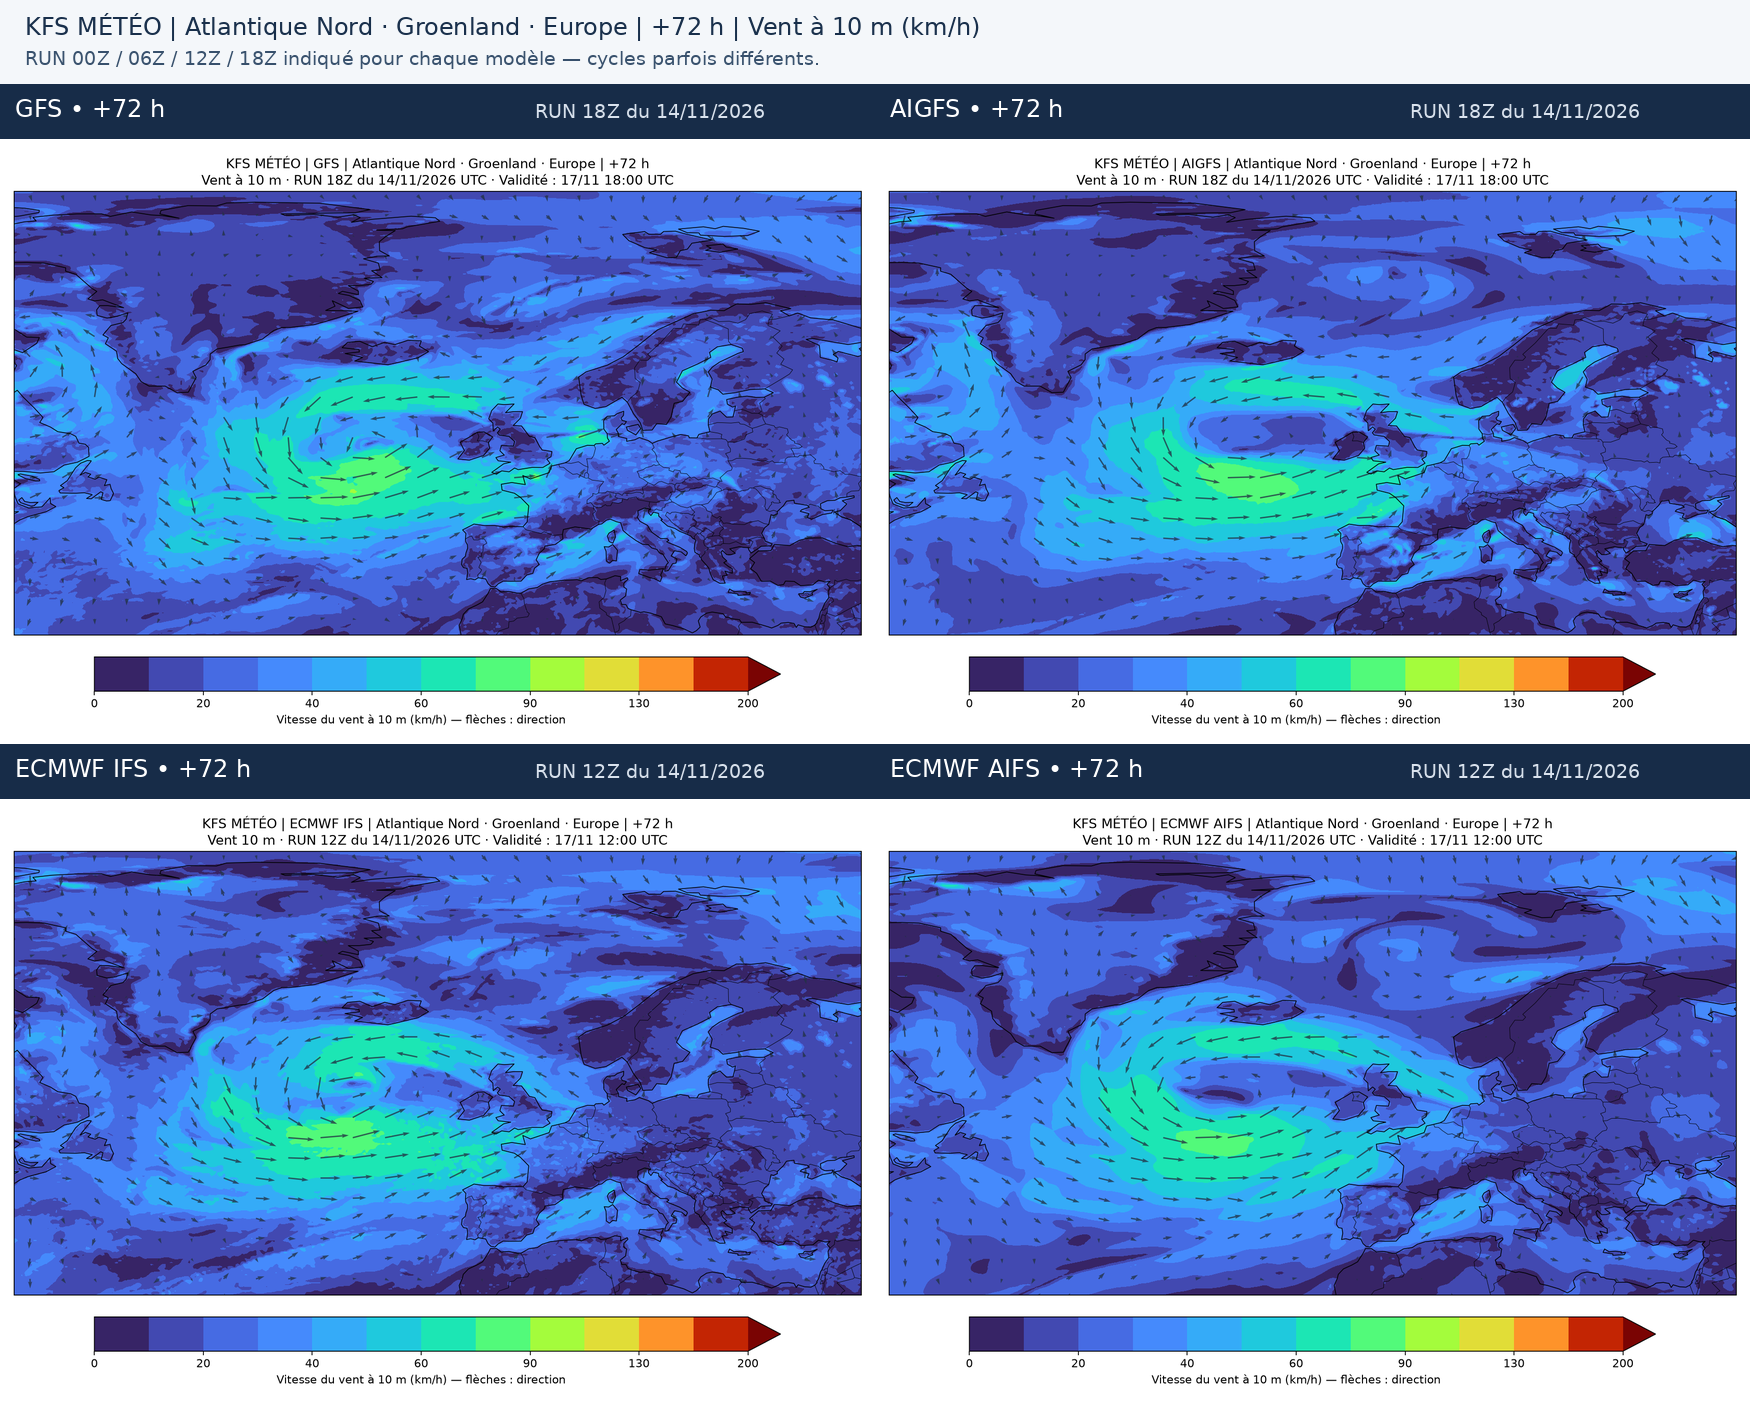 KFS MÉTÉO | Atlantique Nord · Groenland · Europe | +72 h | Vent à 10 m (km/h)
RUN 00Z / 06Z / 12Z / 18Z indiqué pour chaque modèle — cycles parfois différents.
GFS • +72 h
RUN 18Z du 14/11/2026
AIGFS • +72 h
RUN 18Z du 14/11/2026
KFS MÉTÉO | GFS | Atlantique Nord · Groenland · Europe | +72 h
Vent à 10 m · RUN 18Z du 14/11/2026 UTC · Validité : 17/11 18:00 UTC
0 20 40 60 90 130 200
Vitesse du vent à 10 m (km/h) — flèches : direction
KFS MÉTÉO | AIGFS | Atlantique Nord · Groenland · Europe | +72 h
Vent à 10 m · RUN 18Z du 14/11/2026 UTC · Validité : 17/11 18:00 UTC
0 20 40 60 90 130 200
Vitesse du vent à 10 m (km/h) — flèches : direction
ECMWF IFS • +72 h
RUN 12Z du 14/11/2026
ECMWF AIFS • +72 h
RUN 12Z du 14/11/2026
KFS MÉTÉO | ECMWF IFS | Atlantique Nord · Groenland · Europe | +72 h
Vent 10 m · RUN 12Z du 14/11/2026 UTC · Validité : 17/11 12:00 UTC
0 20 40 60 90 130 200
Vitesse du vent à 10 m (km/h) — flèches : direction
KFS MÉTÉO | ECMWF AIFS | Atlantique Nord · Groenland · Europe | +72 h
Vent 10 m · RUN 12Z du 14/11/2026 UTC · Validité : 17/11 12:00 UTC
0 20 40 60 90 130 200
Vitesse du vent à 10 m (km/h) — flèches : direction